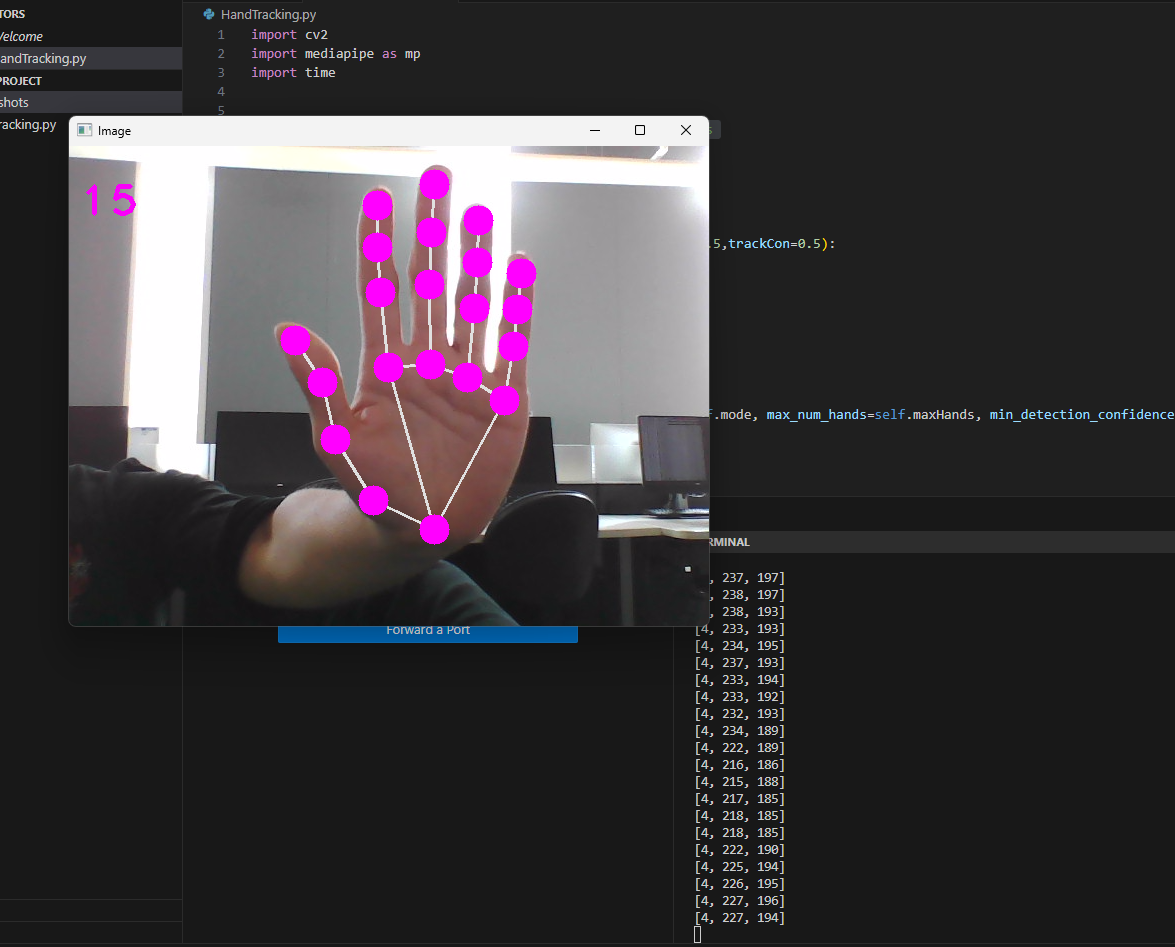 TORS
Welcome
andTracking.py
PROJECT
shots
racking.py
HandTracking.py
1 import cv2
2 import mediapipe as mp
3 import time
4
5
Image
15
.5,trackCon=0.5):
f.mode, max_num_hands=self.maxHands, min_detection_confidence
Forward a Port
RMINAL
, 237, 197]
, 238, 197]
, 238, 193]
[4, 233, 193]
[4, 234, 195]
[4, 237, 193]
[4, 233, 194]
[4, 233, 192]
[4, 232, 193]
[4, 234, 189]
[4, 222, 189]
[4, 216, 186]
[4, 215, 188]
[4, 217, 185]
[4, 218, 185]
[4, 218, 185]
[4, 222, 190]
[4, 225, 194]
[4, 226, 195]
[4, 227, 196]
[4, 227, 194]